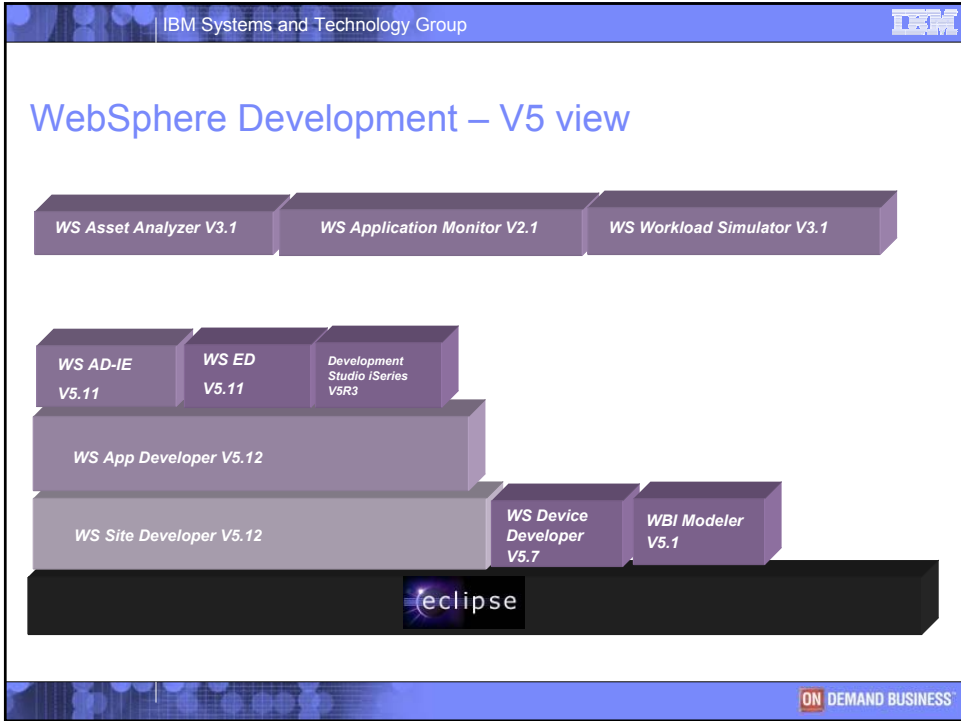 IBM Systems and Technology Group
IBM
WebSphere Development – V5 view
WS Asset Analyzer V3.1
WS Application Monitor V2.1
WS Workload Simulator V3.1
WS AD-IE
V5.11
WS ED
V5.11
Development
Studio iSeries
V5R3
WS App Developer V5.12
WS Site Developer V5.12
WS Device
Developer
V5.7
WBI Modeler
V5.1
eclipse
ON DEMAND BUSINESS™